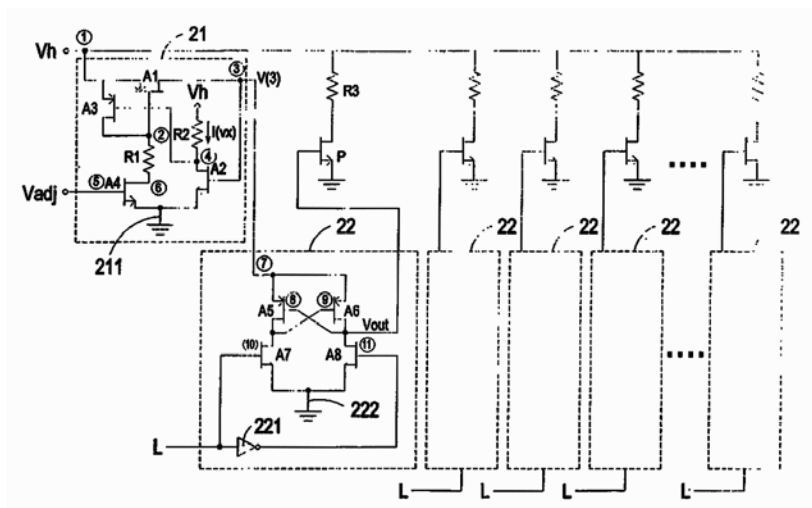 ① 21
Vh
A1 ③ V(3)
A3 Vh R3
② R2 I(vx)
R1 ④
⑤ A4 ⑥ A2 P
Vadj
211 22 22 22 22 22
⑦
A5 ⑧ ⑨ A6
Vout
(10) A7 A8 ⑪
222
221
L
L L L L